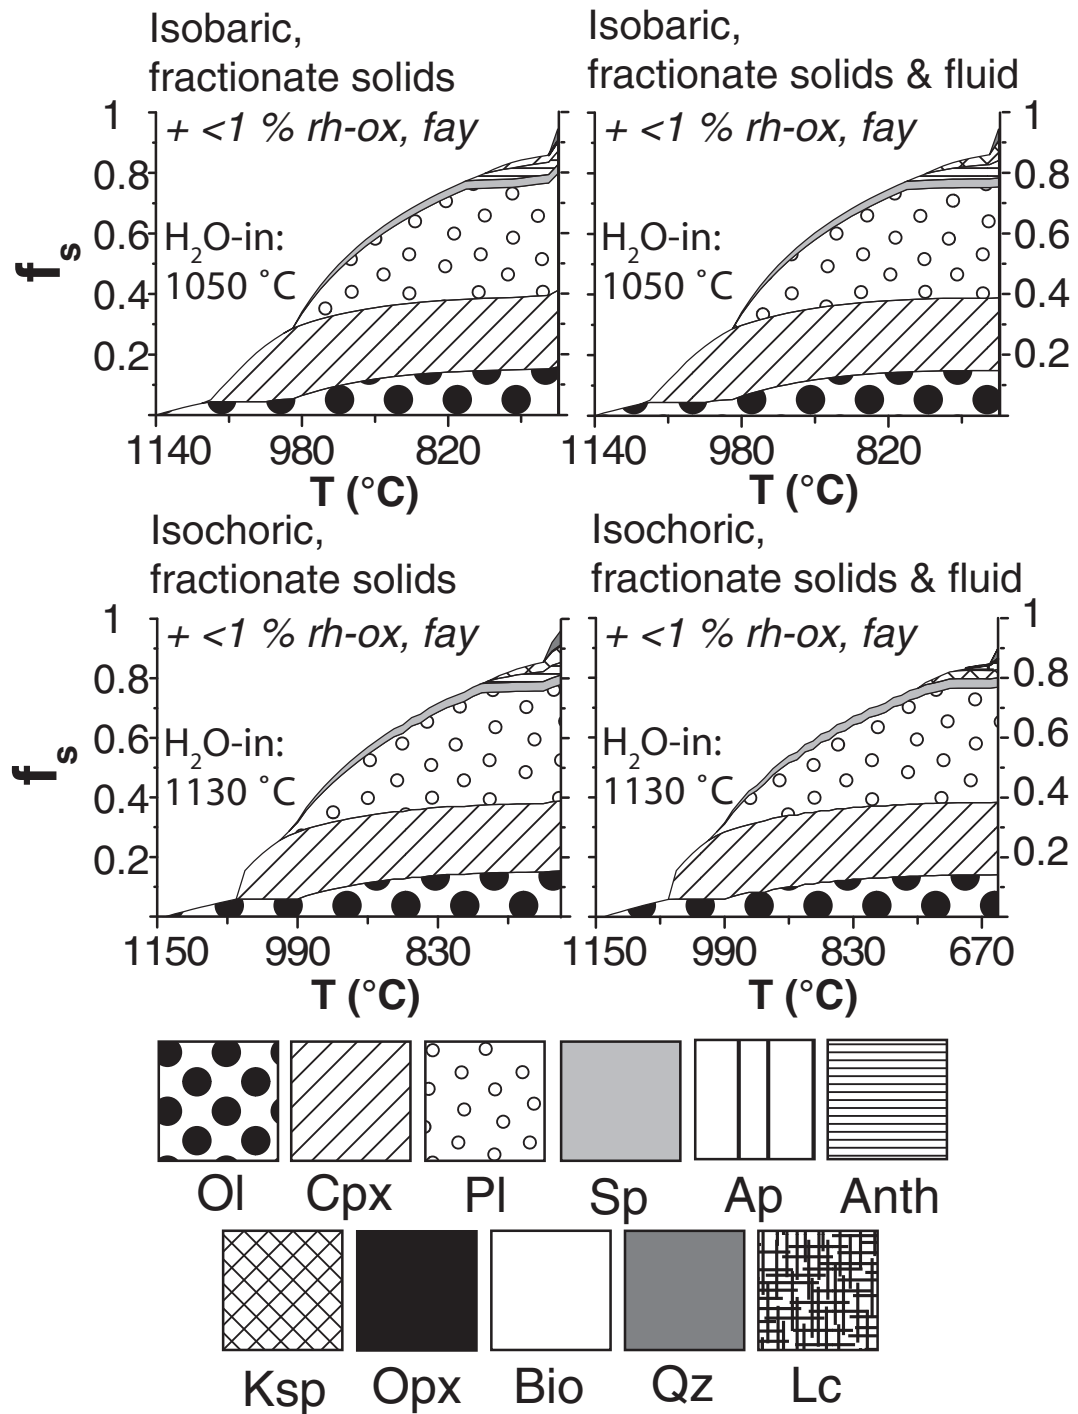 Isobaric,
fractionate solids
Isobaric,
fractionate solids & fluid
+ <1 % rh-ox, fay
+ <1 % rh-ox, fay
H₂O-in:
1050 °C
H₂O-in:
1050 °C
1
0.8
0.6
0.4
0.2
fₛ
1
0.8
0.6
0.4
0.2
1140 980 820
1140 980 820
T (°C)
T (°C)
Isochoric,
fractionate solids
Isochoric,
fractionate solids & fluid
+ <1 % rh-ox, fay
+ <1 % rh-ox, fay
H₂O-in:
1130 °C
H₂O-in:
1130 °C
1
0.8
0.6
0.4
0.2
fₛ
1
0.8
0.6
0.4
0.2
1150 990 830
1150 990 830 670
T (°C)
T (°C)
Ol Cpx Pl Sp Ap Anth
Ksp Opx Bio Qz Lc